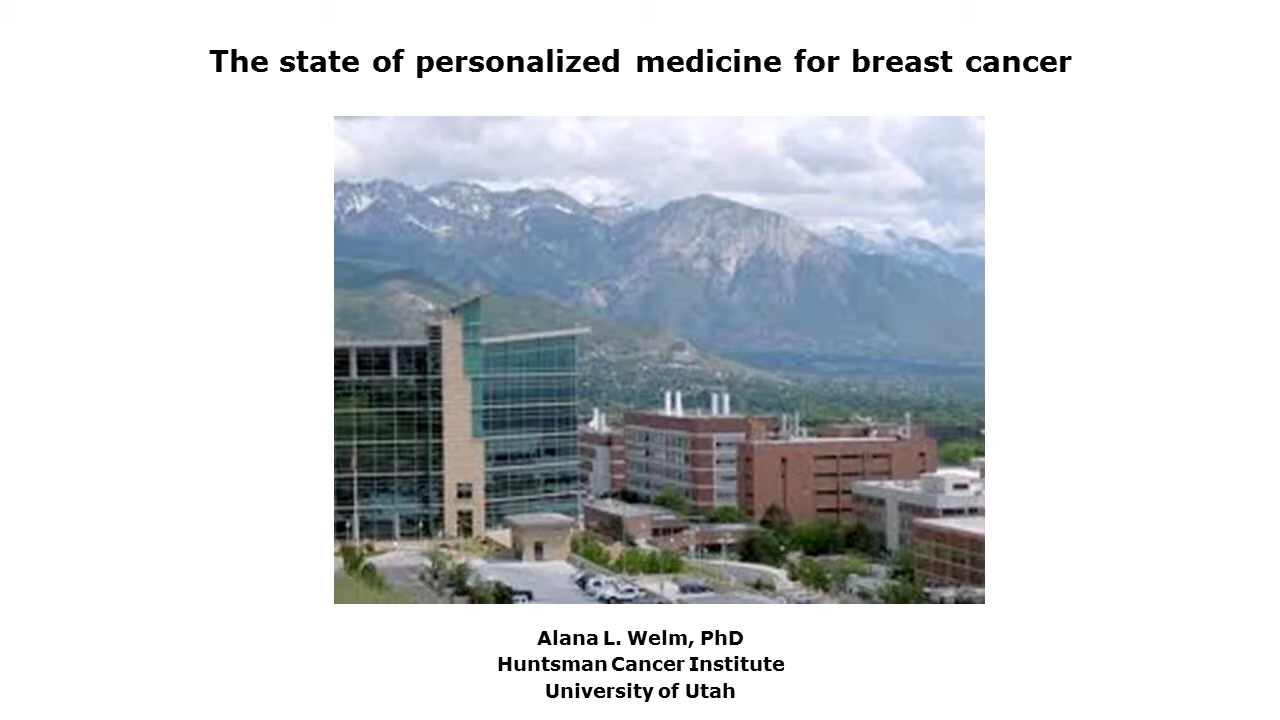 The state of personalized medicine for breast cancer
Alana L. Welm, PhD
Huntsman Cancer Institute
University of Utah